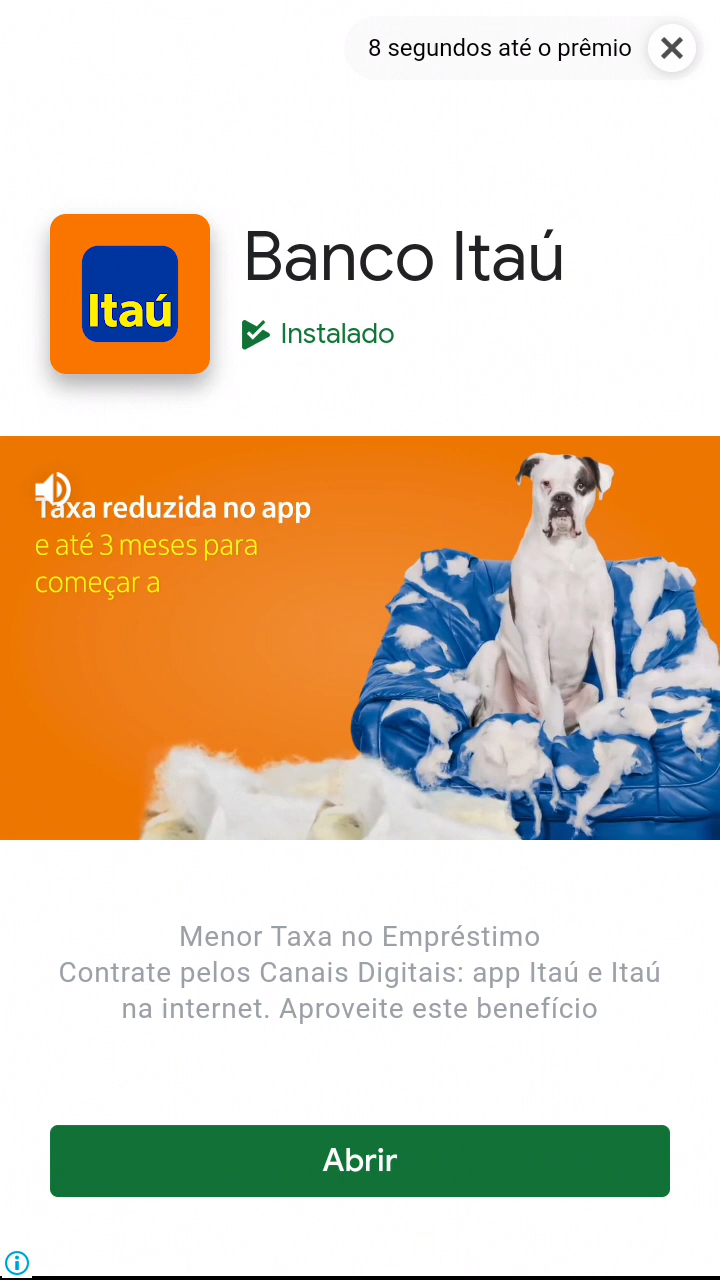 8 segundos até o prêmio
Itaú
Banco Itaú
Instalado
Taxa reduzida no app
e até 3 meses para
começar a
Menor Taxa no Empréstimo
Contrate pelos Canais Digitais: app Itaú e Itaú
na internet. Aproveite este benefício
Abrir